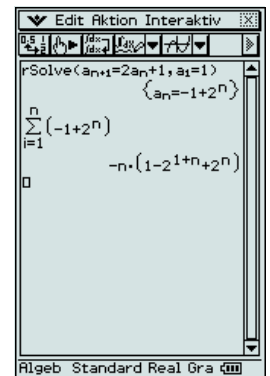 Edit Aktion Interaktiv
rSolve(aₙ₊₁=2aₙ+1,a₁=1)
{aₙ=-1+2ⁿ}
n
∑(-1+2ⁿ)
i=1
-n·(1-2¹⁺ⁿ+2ⁿ)
Algeb Standard Real Gra